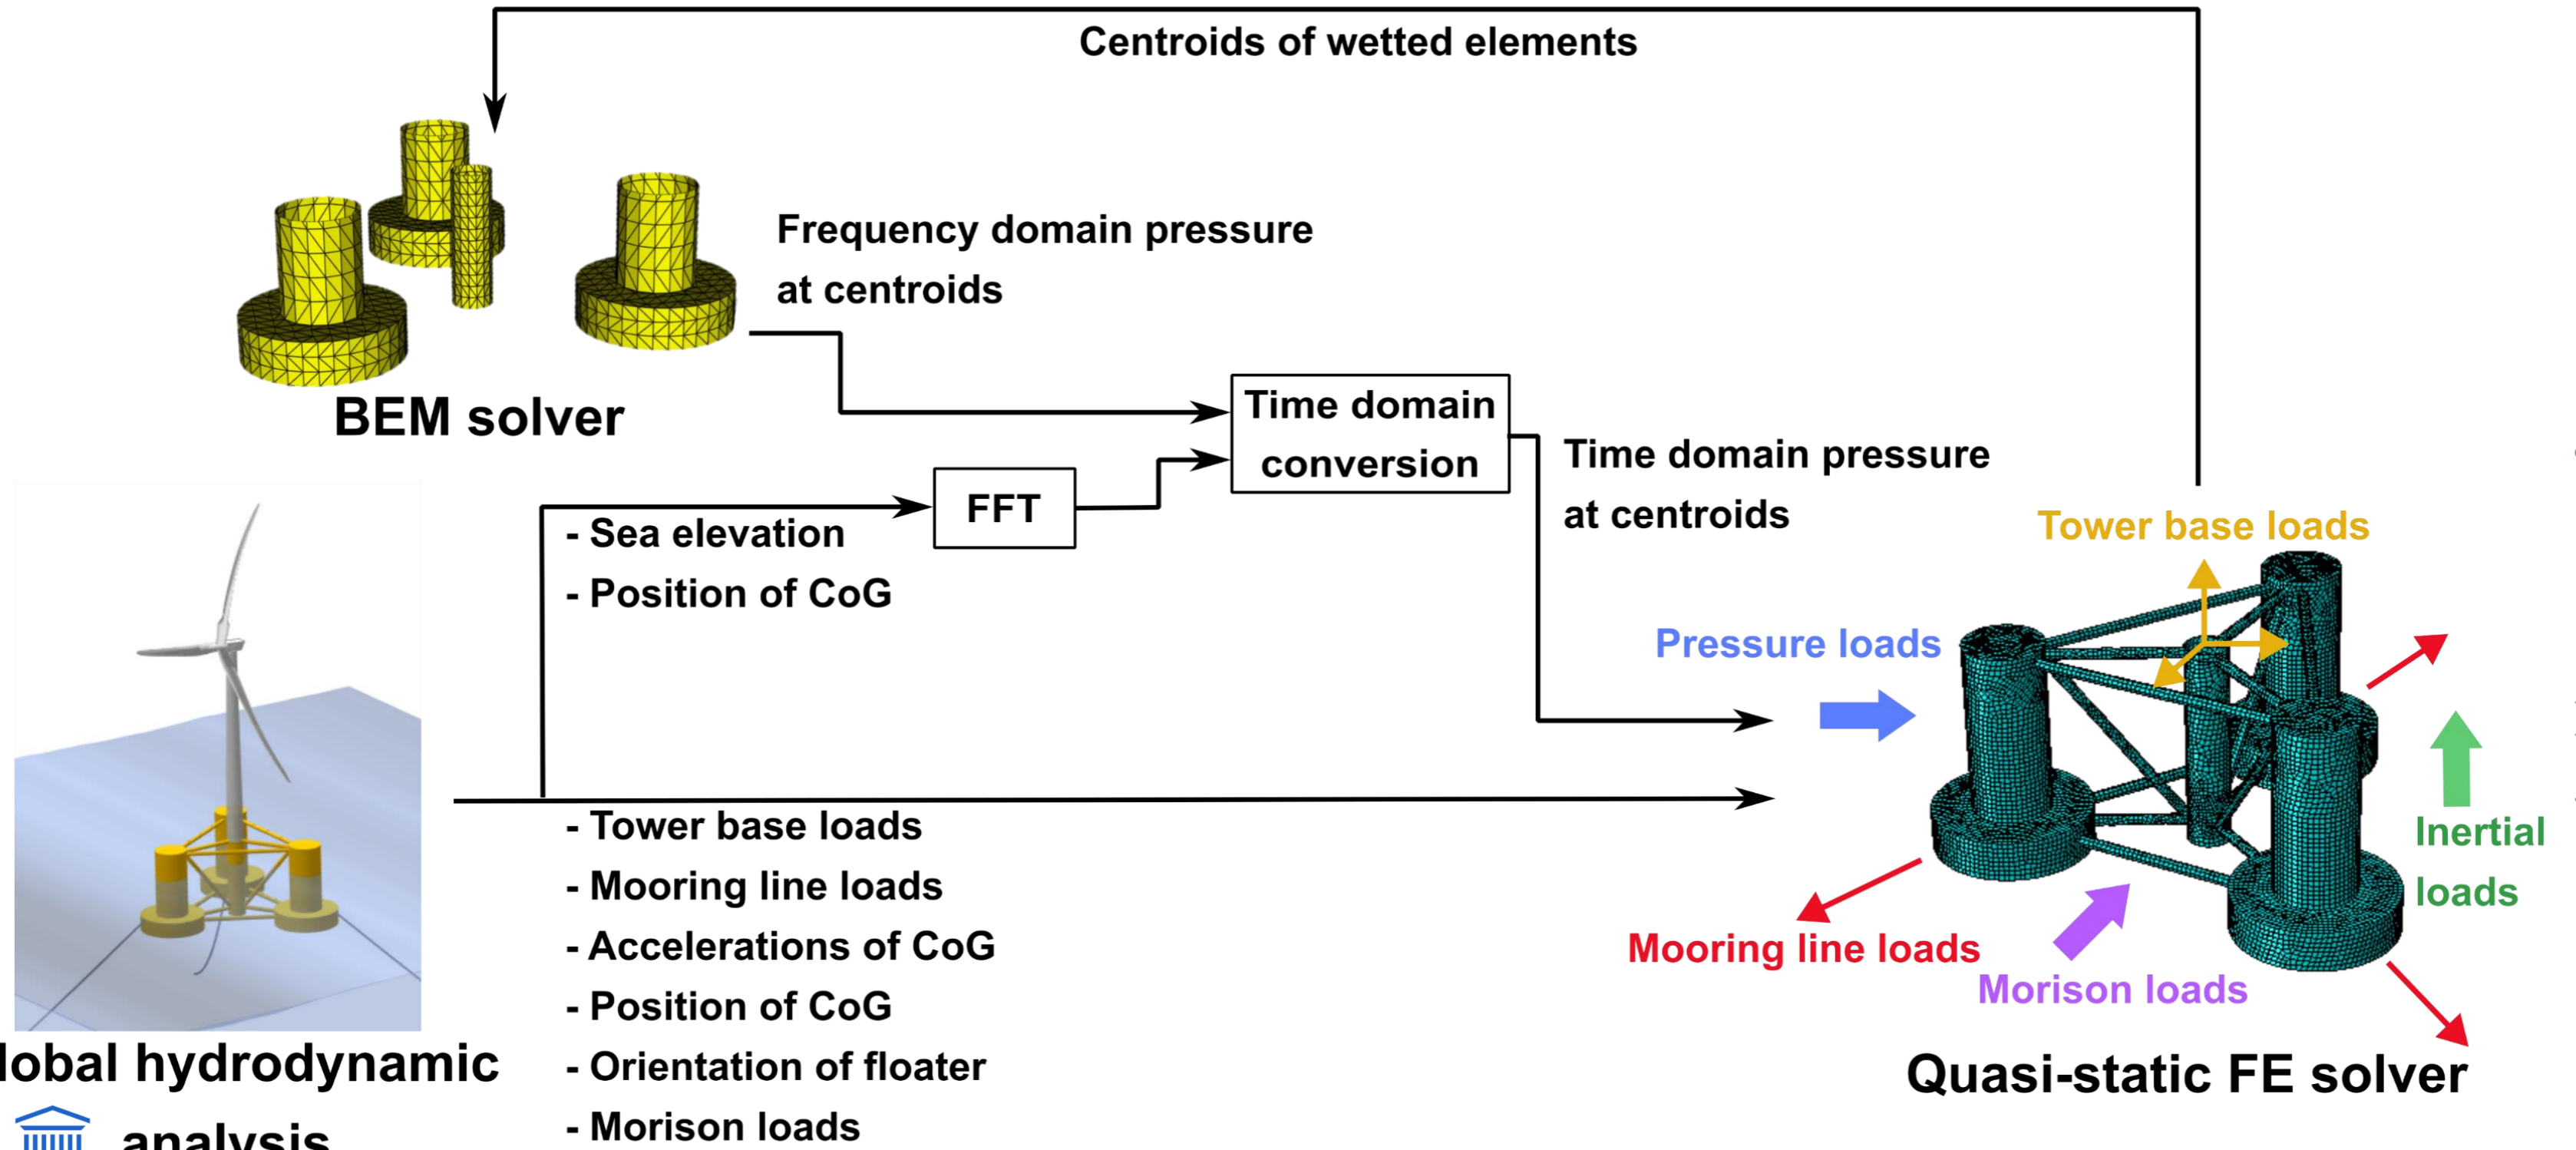 Centroids of wetted elements
Frequency domain pressure
at centroids
BEM solver
Time domain
conversion
FFT
Time domain pressure
at centroids
- Sea elevation
- Position of CoG
Tower base loads
Pressure loads
Inertial
loads
Mooring line loads
Morison loads
Quasi-static FE solver
- Tower base loads
- Mooring line loads
- Accelerations of CoG
- Position of CoG
- Orientation of floater
- Morison loads
lobal hydrodynamic
analysis